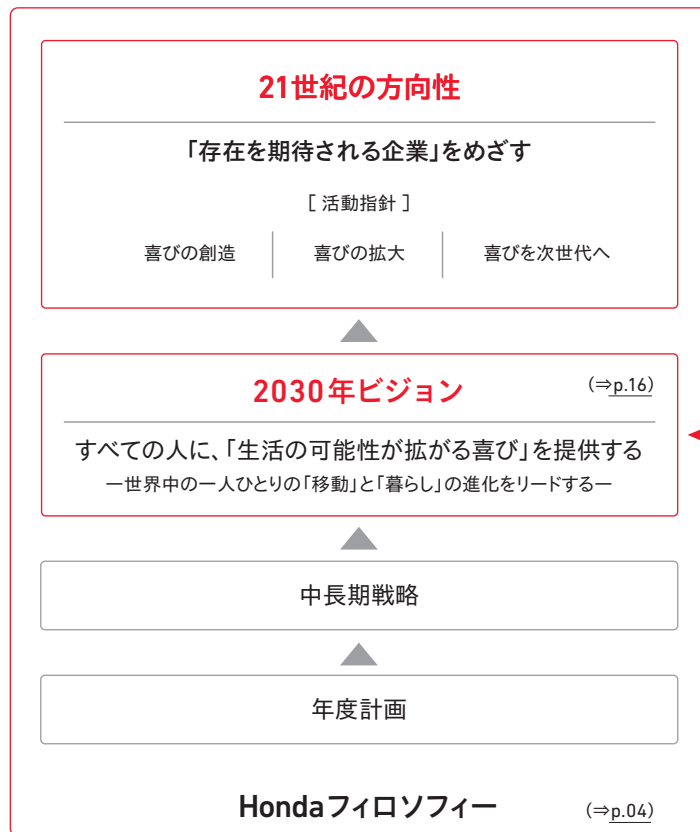 21世紀の方向性
「存在を期待される企業」をめざす
［ 活動指針 ］
喜びの創造 喜びの拡大 喜びを次世代へ
2030年ビジョン (⇒p.16)
すべての人に、「生活の可能性が拡がる喜び」を提供する
ー世界中の一人ひとりの「移動」と「暮らし」の進化をリードするー
中長期戦略
年度計画
Hondaフィロソフィー (⇒p.04)